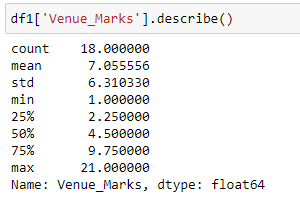 df1['Venue_Marks'].describe()
count    18.000000
mean      7.055556
std       6.310330
min       1.000000
25%       2.250000
50%       4.500000
75%       9.750000
max      21.000000
Name: Venue_Marks, dtype: float64